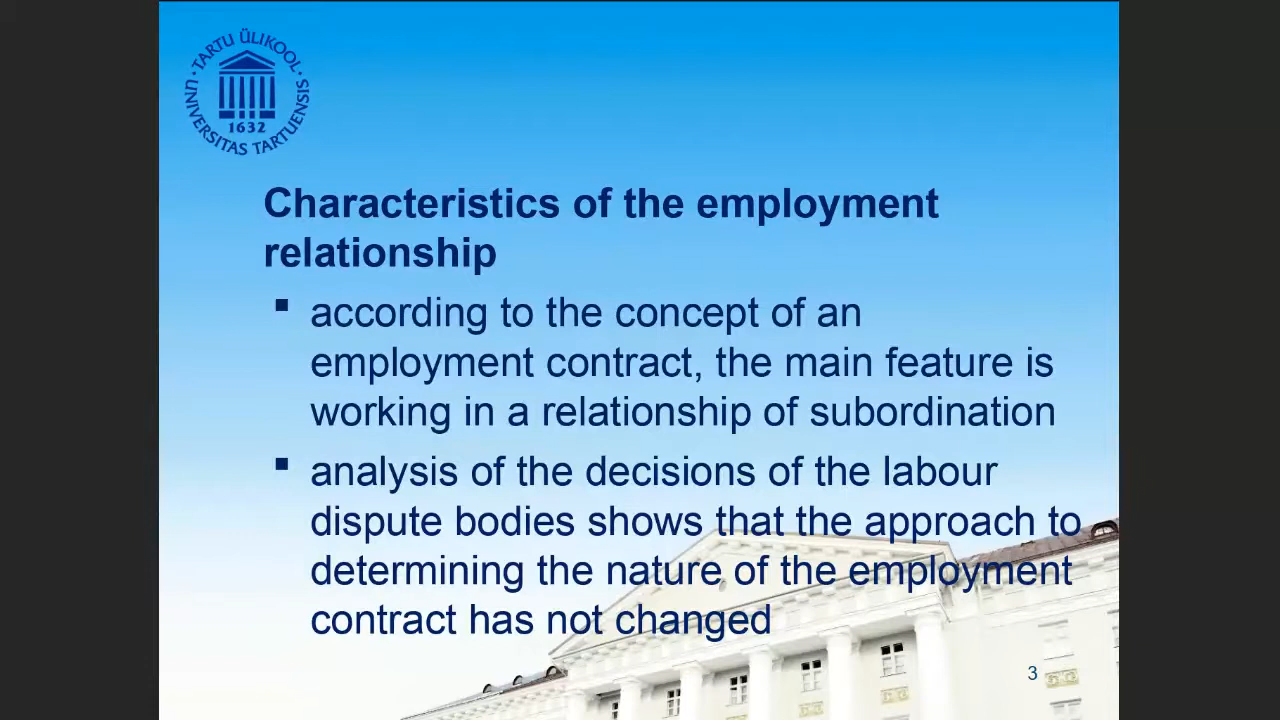 · TARTU ÜLIKOOL ·
UNIVERSITAS TARTUENSIS
1632
Characteristics of the employment
relationship
▪ according to the concept of an
employment contract, the main feature is
working in a relationship of subordination
▪ analysis of the decisions of the labour
dispute bodies shows that the approach to
determining the nature of the employment
contract has not changed
3